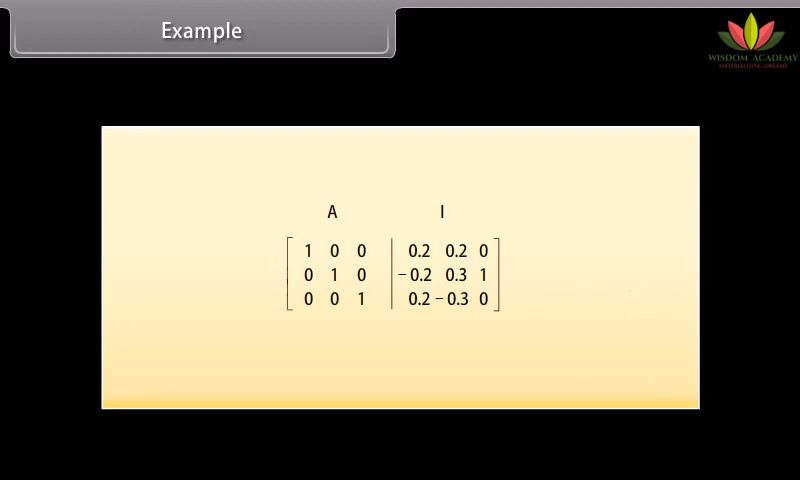 Example
WISDOM ACADEMY
MATERIALIZING DREAMS
A I
1 0 0 | 0.2 0.2 0
0 1 0 | -0.2 0.3 1
0 0 1 | 0.2 -0.3 0